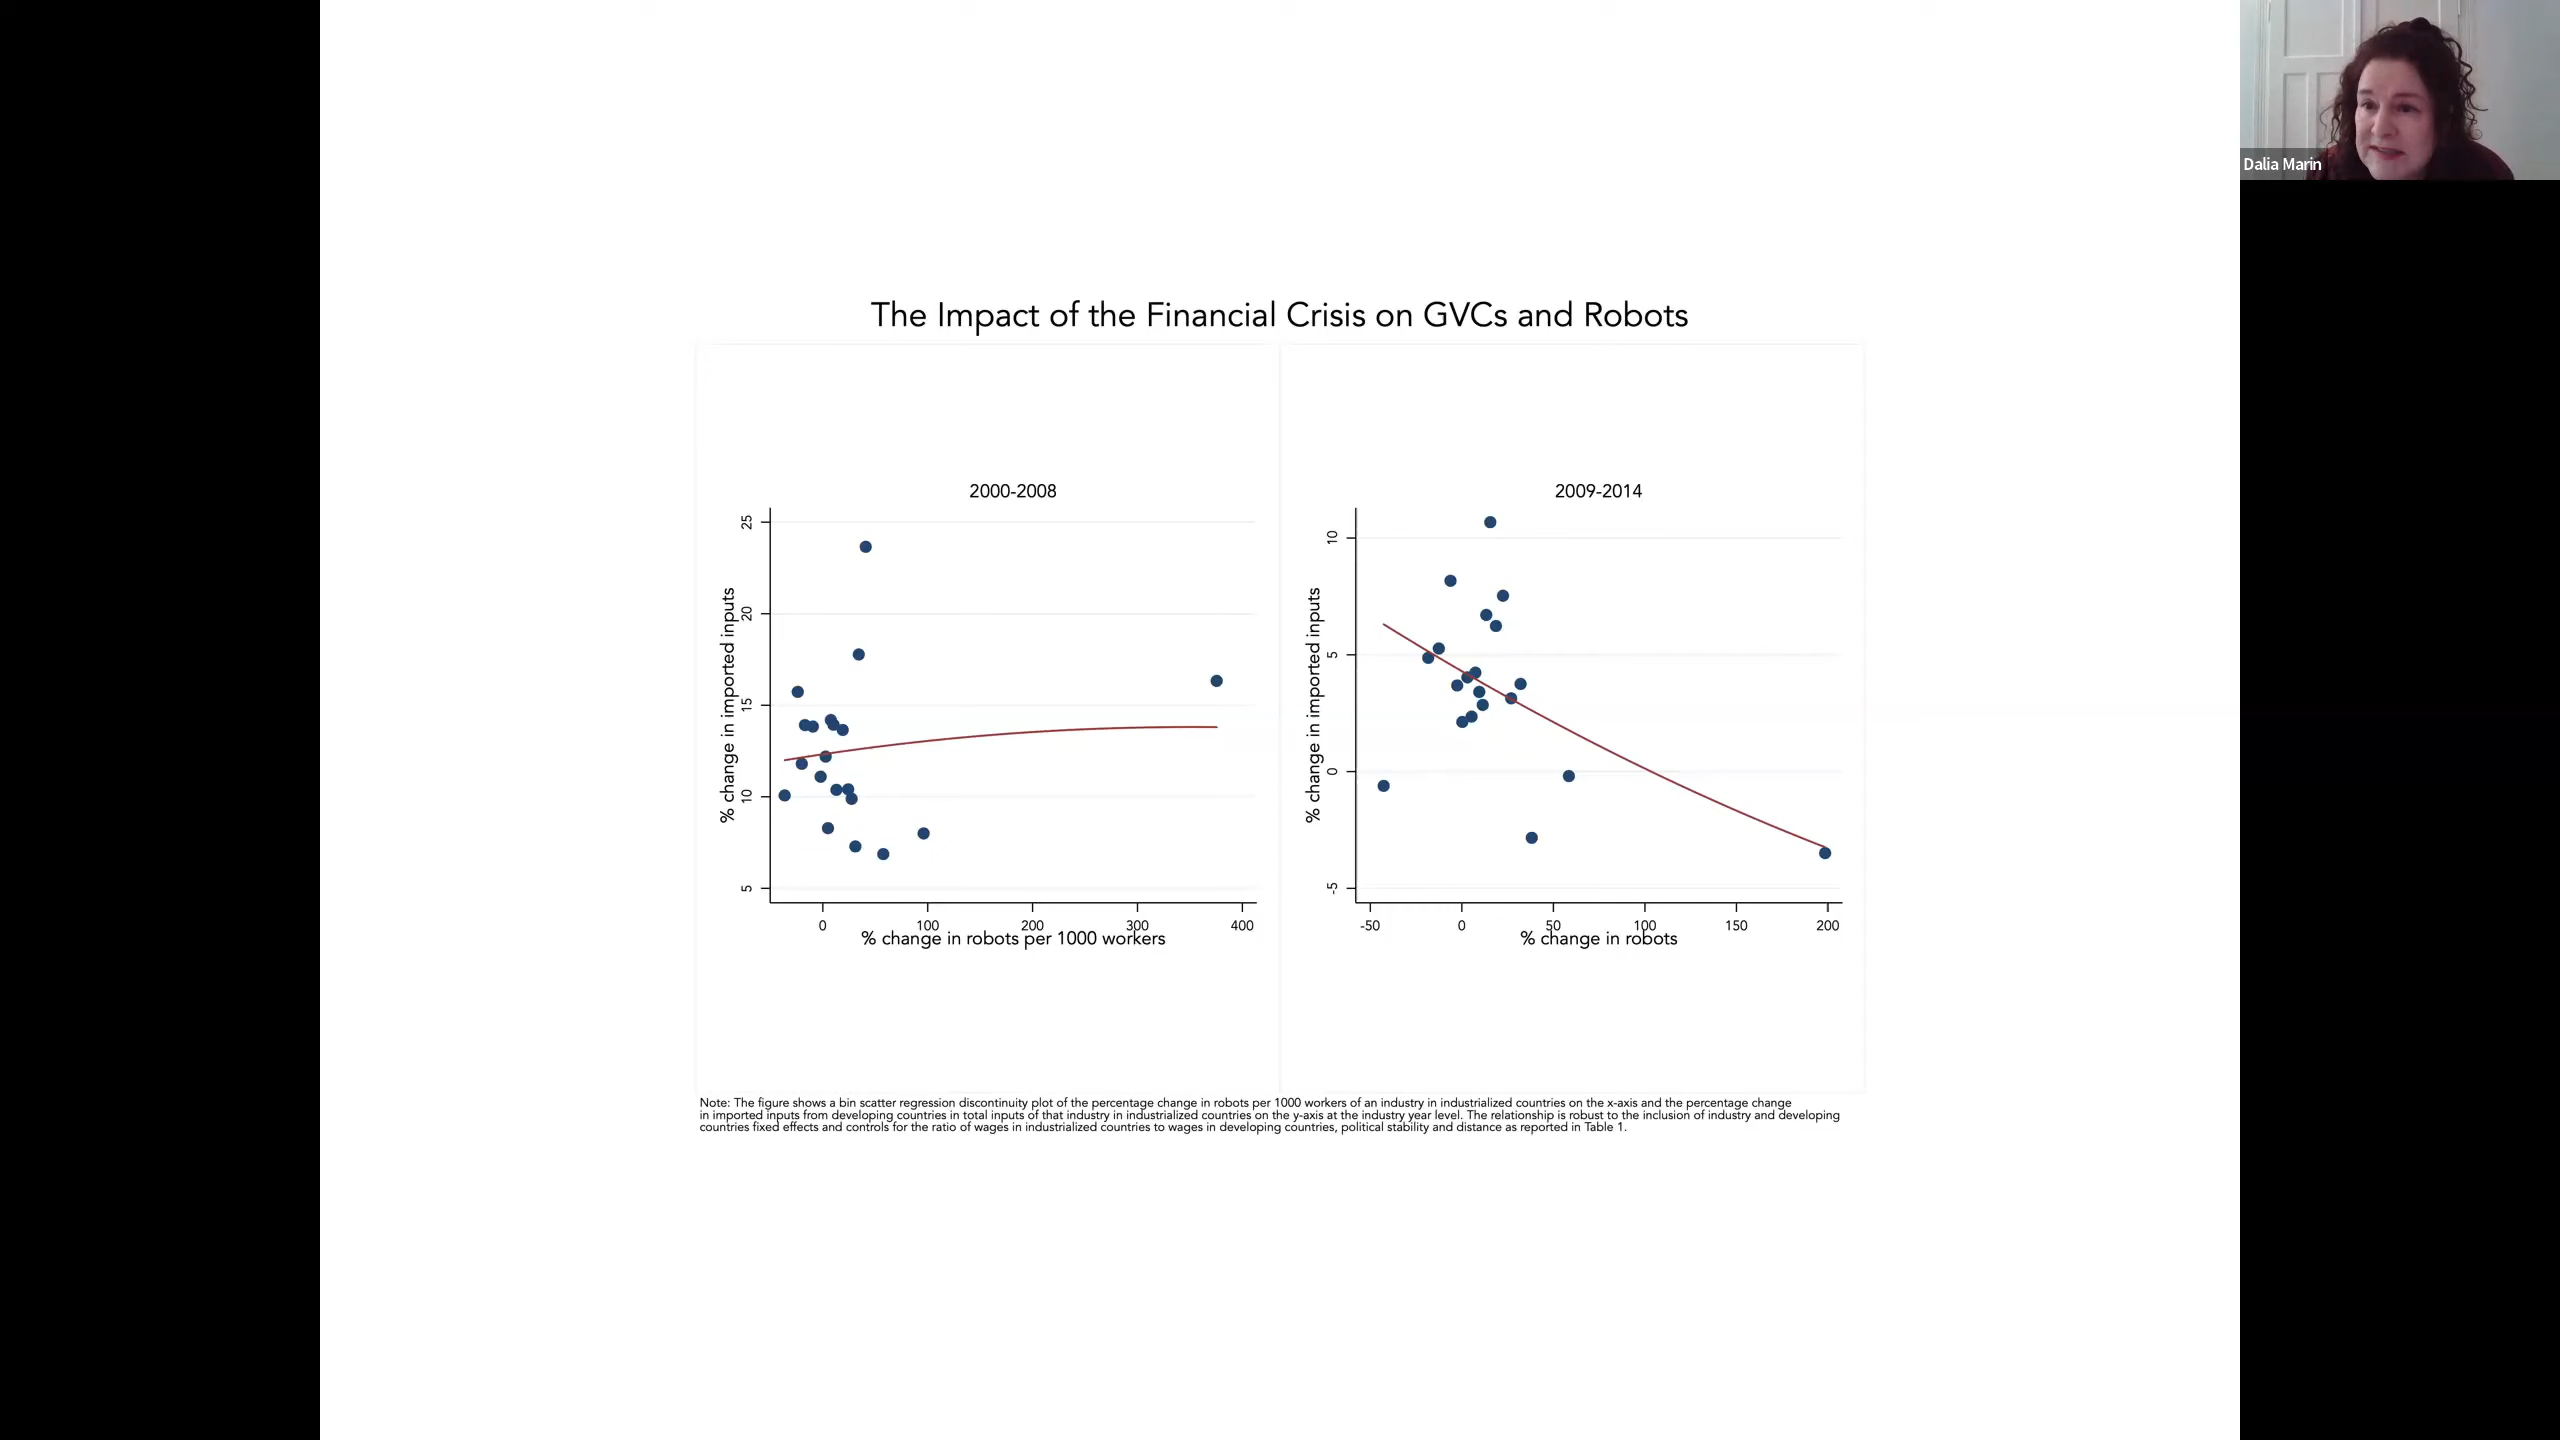 Dalia Marin
The Impact of the Financial Crisis on GVCs and Robots
2000-2008
25
20
15
10
5
% change in imported inputs
0
100
200
300
400
% change in robots per 1000 workers
2009-2014
10
5
0
-5
% change in imported inputs
-50
0
50
100
150
200
% change in robots
Note: The figure shows a bin scatter regression discontinuity plot of the percentage change in robots per 1000 workers of an industry in industrialized countries on the x-axis and the percentage change
in imported inputs from developing countries in total inputs of that industry in industrialized countries on the y-axis at the industry year level. The relationship is robust to the inclusion of industry and developing
countries fixed effects and controls for the ratio of wages in industrialized countries to wages in developing countries, political stability and distance as reported in Table 1.